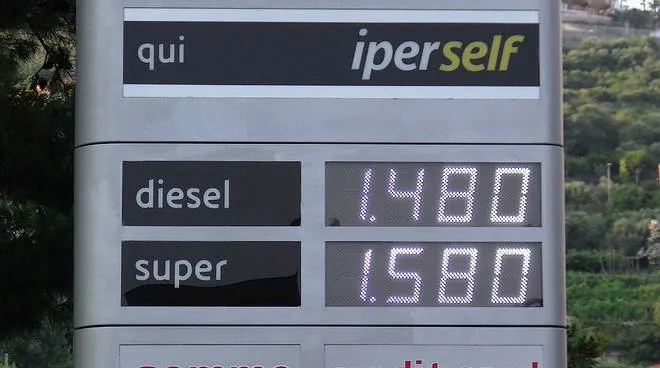 qui iperself
diesel 1.480
super 1.580